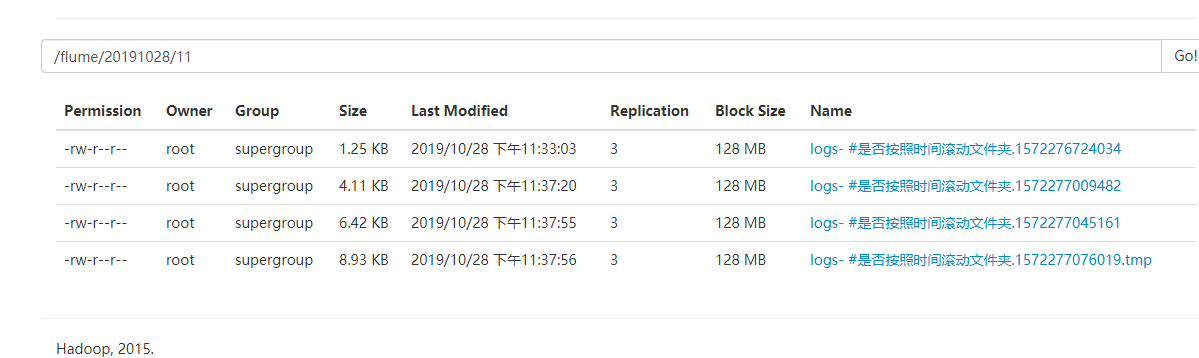 /flume/20191028/11 Go!
Permission Owner Group Size Last Modified Replication Block Size Name
-rw-r--r-- root supergroup 1.25 KB 2019/10/28 下午11:33:03 3 128 MB logs- #是否按照时间滚动文件夹.1572276724034
-rw-r--r-- root supergroup 4.11 KB 2019/10/28 下午11:37:20 3 128 MB logs- #是否按照时间滚动文件夹.1572277009482
-rw-r--r-- root supergroup 6.42 KB 2019/10/28 下午11:37:55 3 128 MB logs- #是否按照时间滚动文件夹.1572277045161
-rw-r--r-- root supergroup 8.93 KB 2019/10/28 下午11:37:56 3 128 MB logs- #是否按照时间滚动文件夹.1572277076019.tmp
Hadoop, 2015.